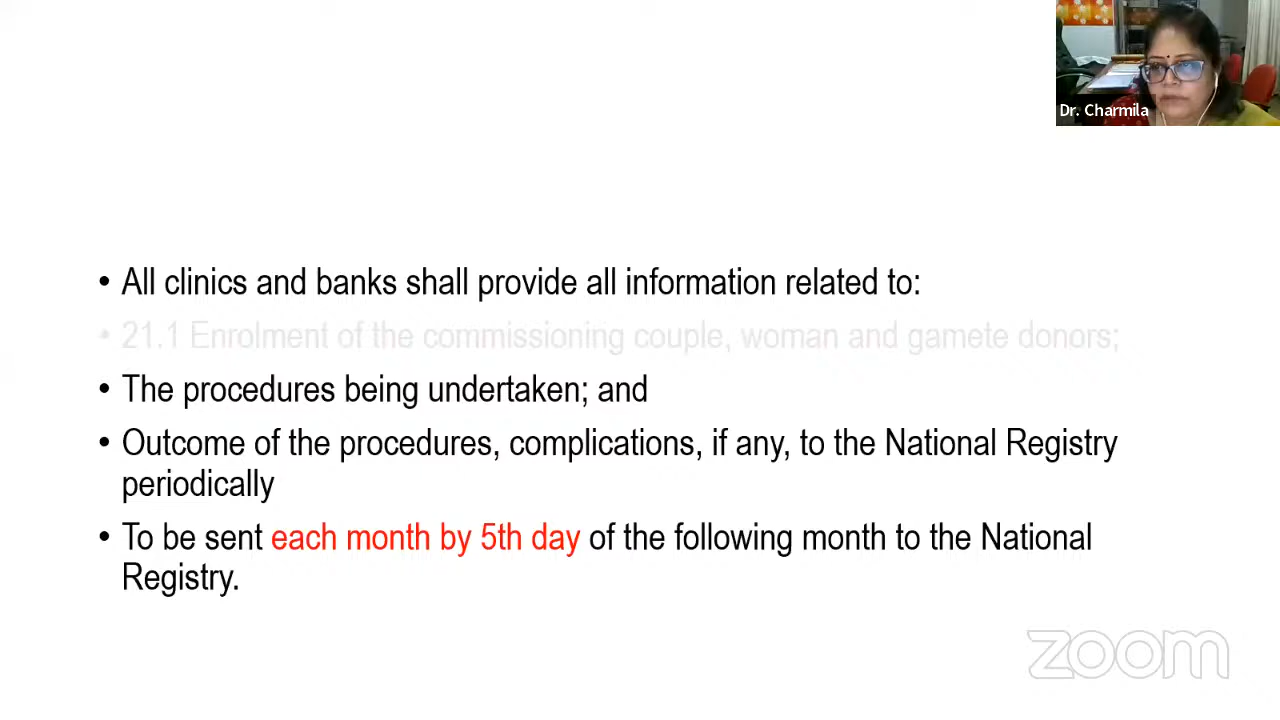 Dr. Charmila
• All clinics and banks shall provide all information related to:
• 21.1 Enrolment of the commissioning couple, woman and gamete donors;
• The procedures being undertaken; and
• Outcome of the procedures, complications, if any, to the National Registry
periodically
• To be sent each month by 5th day of the following month to the National
Registry.
zoom